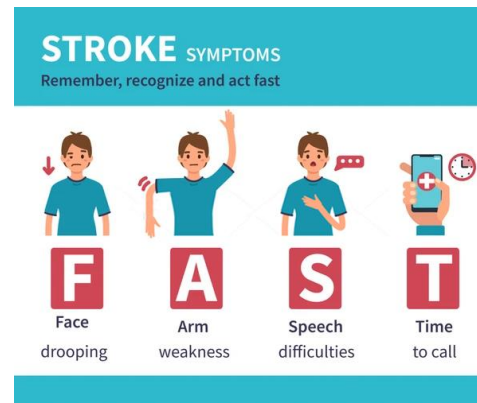 STROKE SYMPTOMS
Remember, recognize and act fast
F A S T
Face Arm Speech Time
drooping weakness difficulties to call